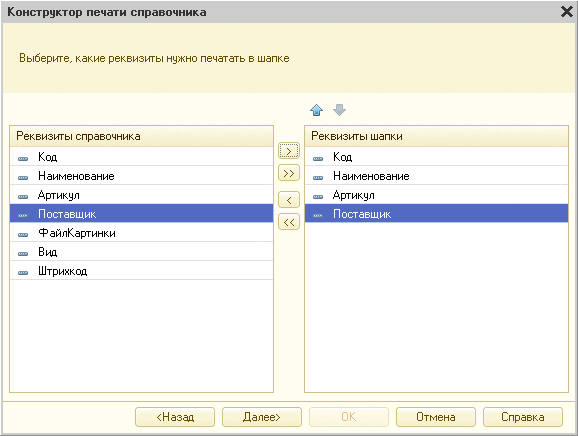 Конструктор печати справочника
Выберите, какие реквизиты нужно печатать в шапке
Реквизиты справочника
Код
Наименование
Артикул
Поставщик
ФайлКартинки
Вид
Штрихкод
>
>>
<
<<
Реквизиты шапки
Код
Наименование
Артикул
Поставщик
<Назад Далее> OK Отмена Справка